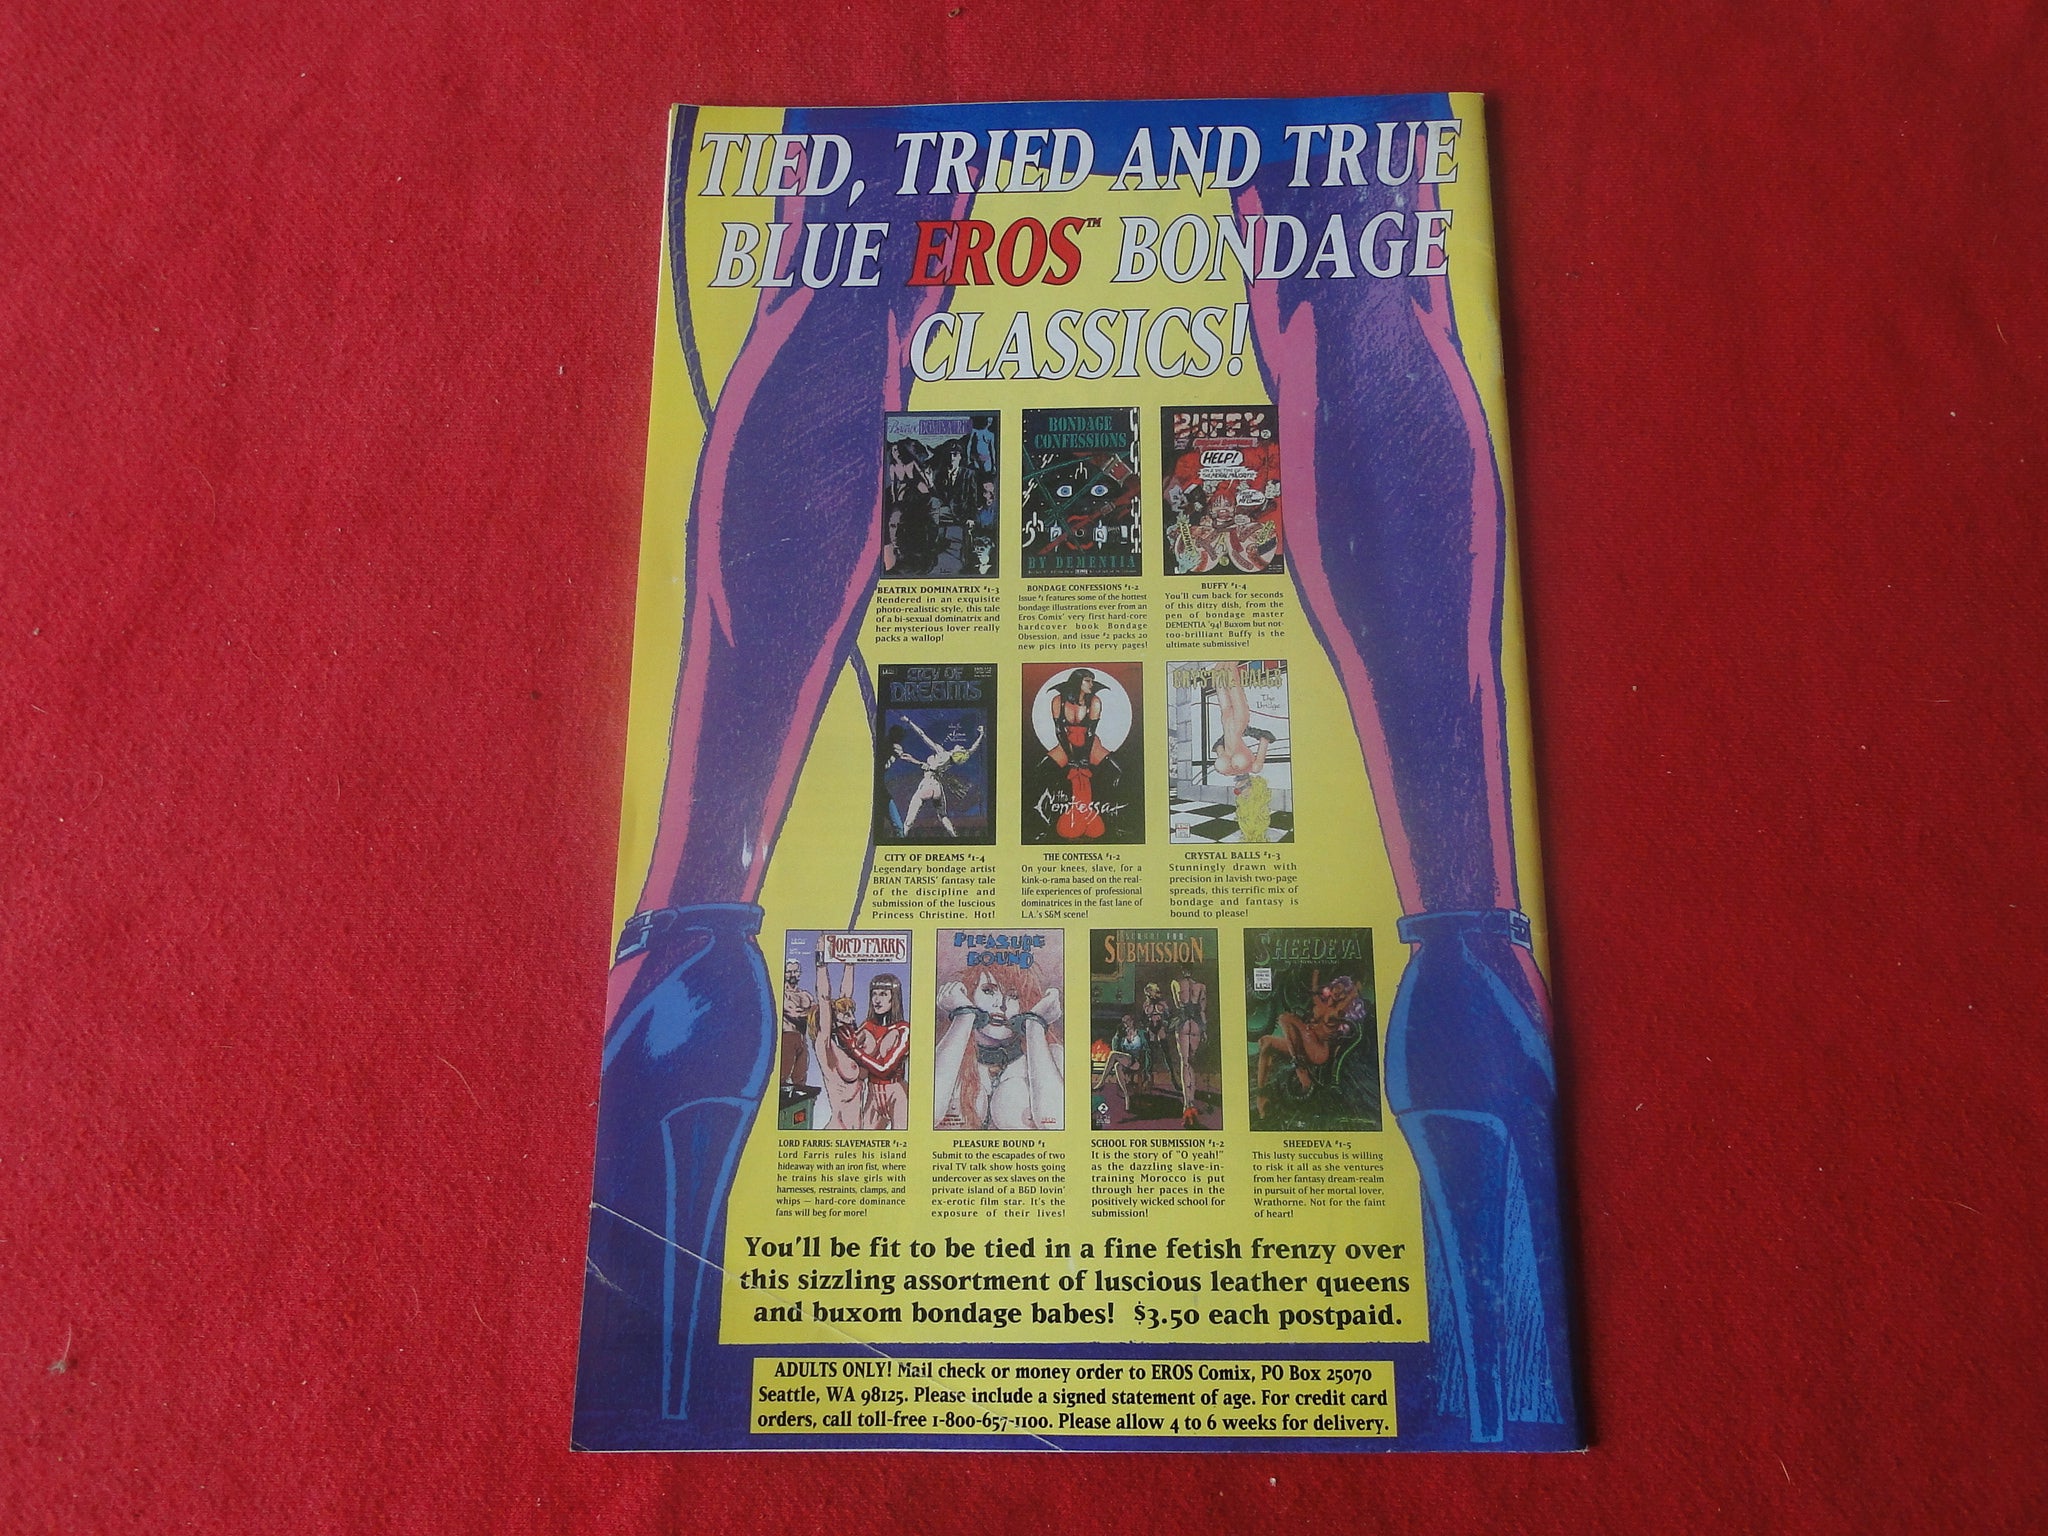 TIED, TRIED AND TRUE
BLUE EROS™ BONDAGE
CLASSICS!
BONDAGE
CONFESSIONS
BY DEMENTIA
BUFFY
HELP!
BEATRIX DOMINATRIX #1-3
Rendered in an exquisite
photo-realistic style, this tale
of a bi-sexual dominatrix and
her mysterious lover really
packs a wallop!
BONDAGE CONFESSIONS #1-2
Issue #1 features some of the hottest
bondage illustrations ever from an
Eros Comix' very first hard-core
hardcover book Bondage
Obsession, and issue #2 packs 20
new pics into its pervy pages!
BUFFY #1-4
You'll cum back for seconds
of this ditzy dish, from the
pen of bondage master
DEMENTIA '94! Buxom but not-
too-brilliant Buffy is the
ultimate submissive!
CITY OF
DREAMS
the Contessa
CRYSTAL BALLS
The
Bridge
CITY OF DREAMS #1-4
Legendary bondage artist
BRIAN TARSIS' fantasy tale
of the discipline and
submission of the luscious
Princess Christine. Hot!
THE CONTESSA #1-2
On your knees, slave, for a
kink-o-rama based on the real-
life experiences of professional
dominatrices in the fast lane of
L.A.'s S&M scene!
CRYSTAL BALLS #1-3
Stunningly drawn with
precision in lavish two-page
spreads, this terrific mix of
bondage and fantasy is
bound to please!
LORD FARRIS
SLAVEMASTER
PLEASURE
BOUND
SCHOOL FOR
SUBMISSION
2
SHEEDEVA
LORD FARRIS: SLAVEMASTER #1-2
Lord Farris rules his island
hideaway with an iron fist, where
he trains his slave girls with
harnesses, restraints, clamps, and
whips — hard-core dominance
fans will beg for more!
PLEASURE BOUND #1
Submit to the escapades of two
rival TV talk show hosts going
undercover as sex slaves on the
private island of a B&D lovin'
ex-erotic film star. It's the
exposure of their lives!
SCHOOL FOR SUBMISSION #1-2
It is the story of "O yeah!"
as the dazzling slave-in-
training Morocco is put
through her paces in the
positively wicked school for
submission!
SHEEDEVA #1-5
This lusty succubus is willing
to risk it all as she ventures
from her fantasy dream-realm
in pursuit of her mortal lover,
Wrathorne. Not for the faint
of heart!
You'll be fit to be tied in a fine fetish frenzy over
this sizzling assortment of luscious leather queens
and buxom bondage babes! $3.50 each postpaid.
ADULTS ONLY! Mail check or money order to EROS Comix, PO Box 25070
Seattle, WA 98125. Please include a signed statement of age. For credit card
orders, call toll-free 1-800-657-1100. Please allow 4 to 6 weeks for delivery.